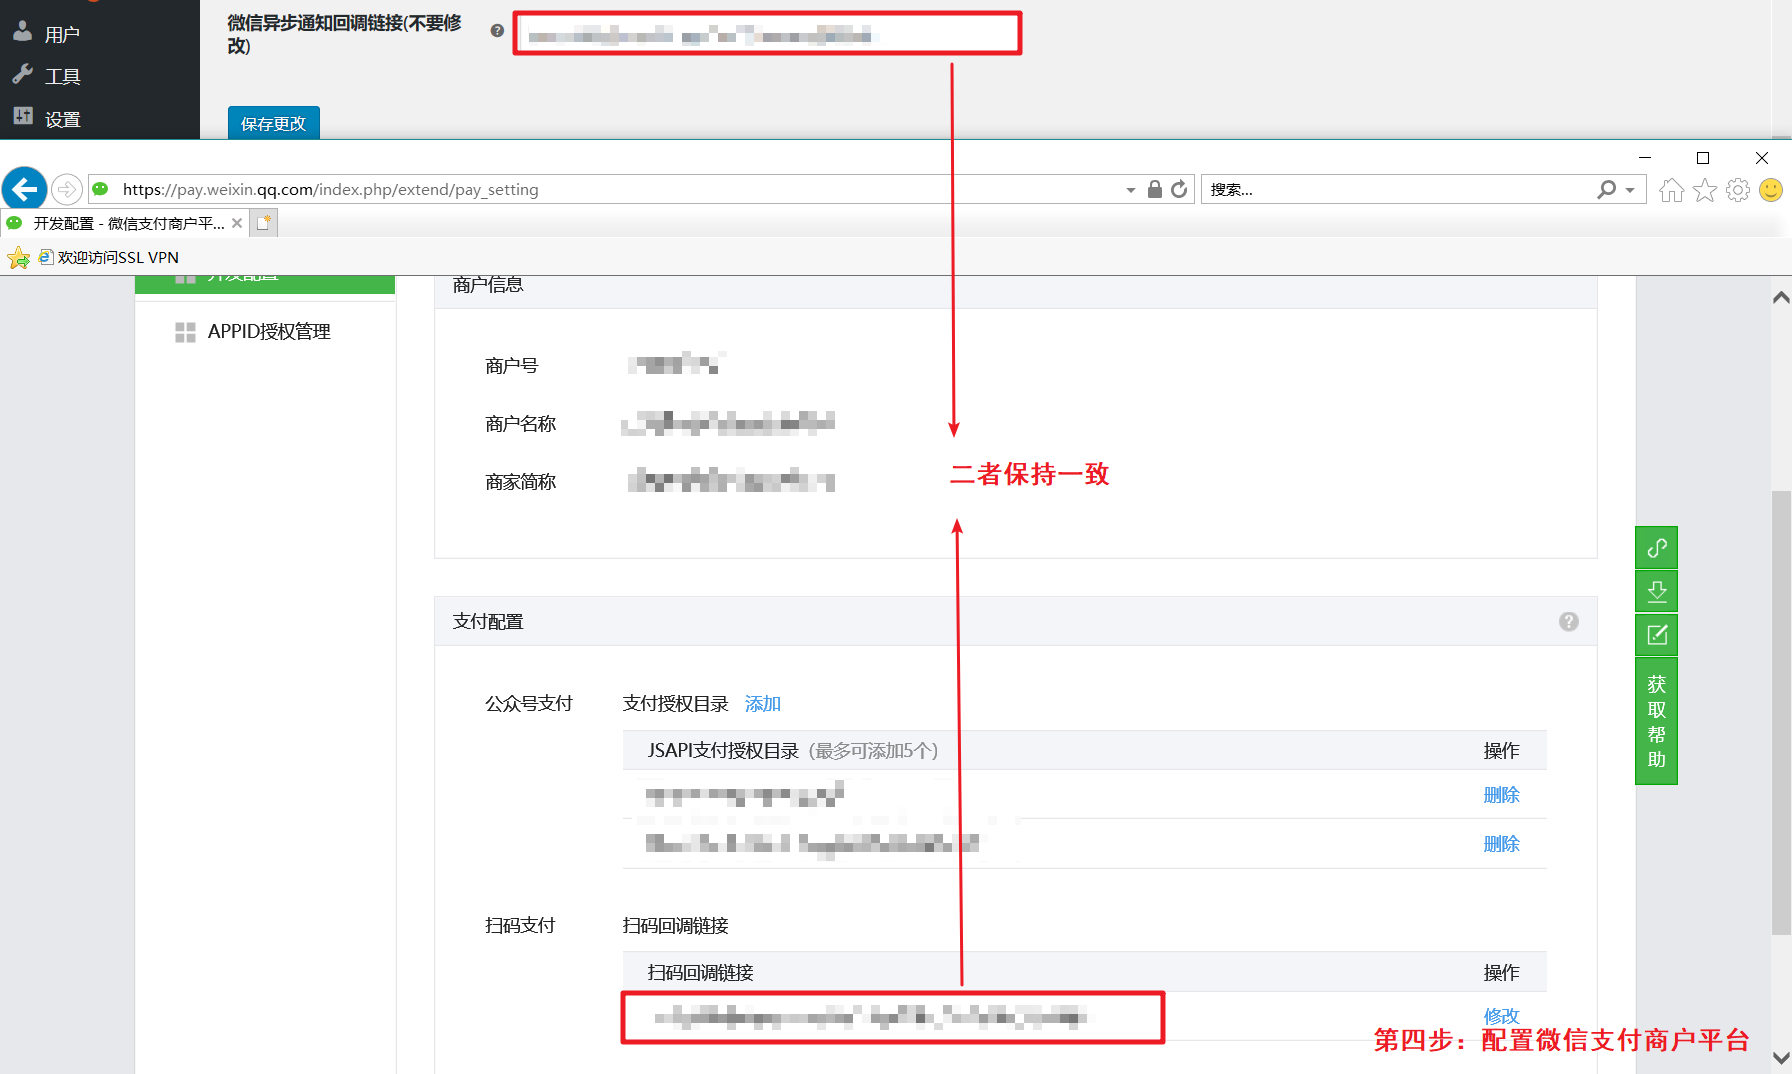 用户
工具
设置
微信异步通知回调链接(不要修
改)
保存更改
https://pay.weixin.qq.com/index.php/extend/pay_setting
搜索...
开发配置 - 微信支付商户平...
欢迎访问SSL VPN
开发配置
APPID授权管理
商户信息
商户号
商户名称
商家简称
二者保持一致
支付配置
公众号支付
支付授权目录 添加
JSAPI支付授权目录（最多可添加5个） 操作
删除
删除
扫码支付
扫码回调链接
扫码回调链接 操作
修改
获
取
帮
助
第四步：配置微信支付商户平台